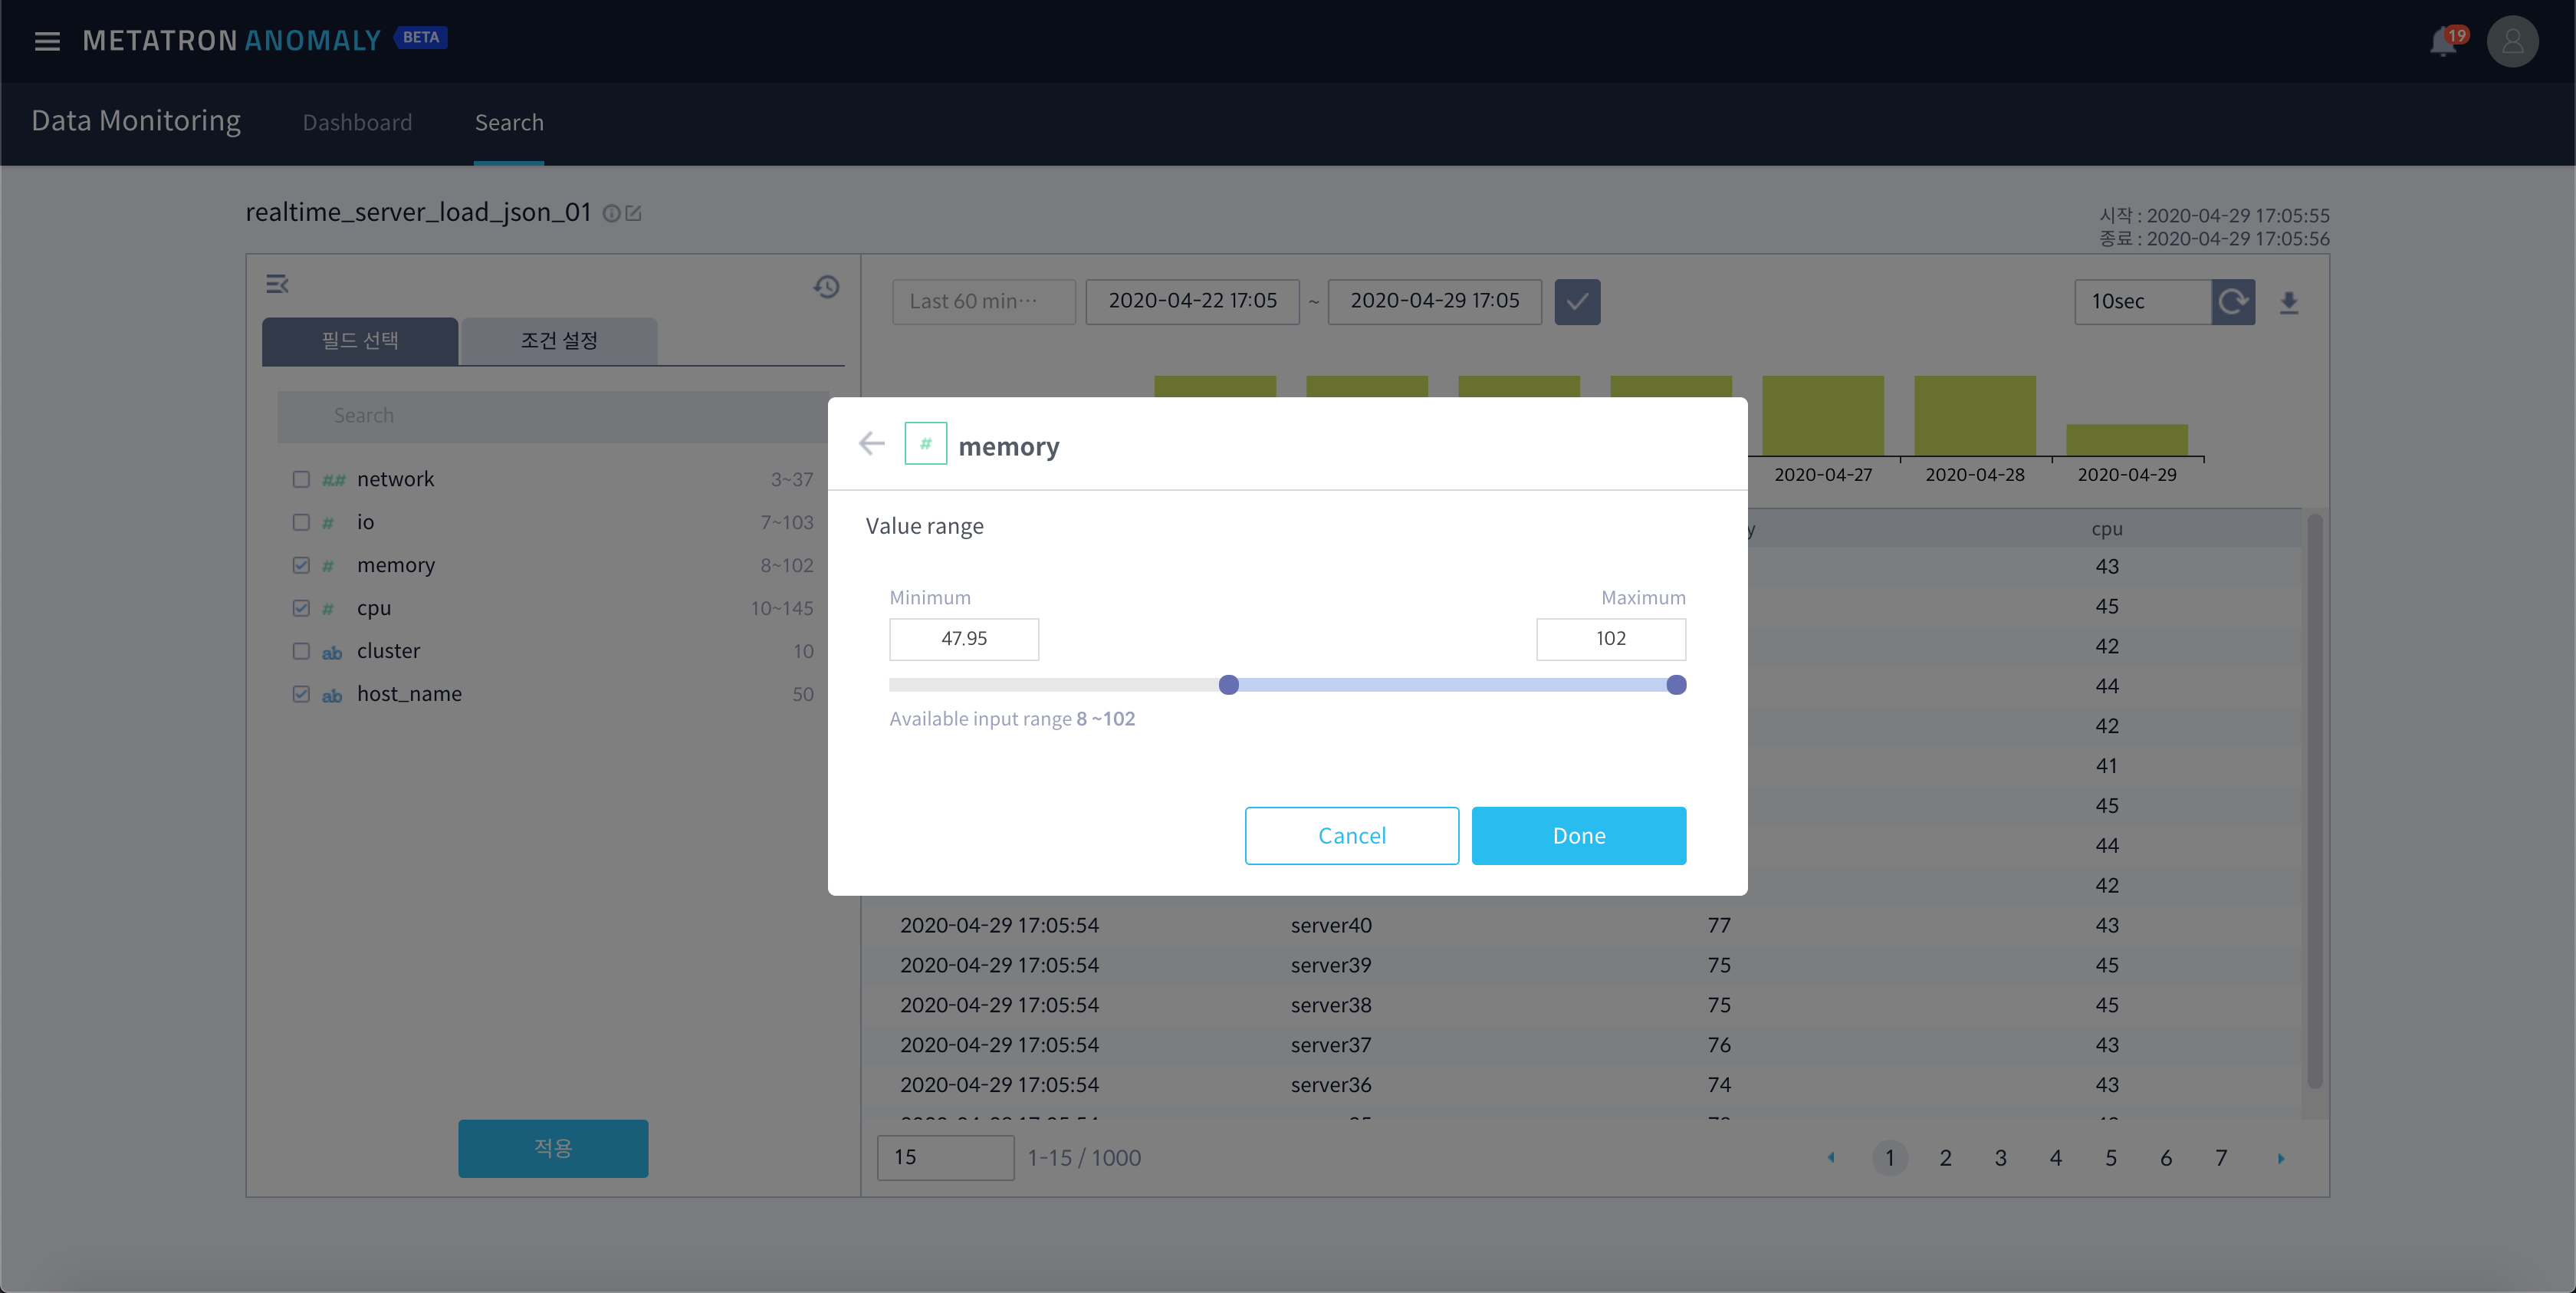 METATRON ANOMALY BETA
19
Data Monitoring Dashboard Search
realtime_server_load_json_01
시작 : 2020-04-29 17:05:55
종료 : 2020-04-29 17:05:56
필드 선택 조건 설정
Search
## network 3~37
# io 7~103
# memory 8~102
# cpu 10~145
ab cluster 10
ab host_name 50
적용
Last 60 min··· 2020-04-22 17:05 ~ 2020-04-29 17:05 10sec
2020-04-27 2020-04-28 2020-04-29
# memory
Value range
Minimum Maximum
47.95 102
Available input range 8 ~102
Cancel Done
y cpu
43
45
42
44
42
41
45
44
42
2020-04-29 17:05:54 server40 77 43
2020-04-29 17:05:54 server39 75 45
2020-04-29 17:05:54 server38 75 45
2020-04-29 17:05:54 server37 76 43
2020-04-29 17:05:54 server36 74 43
15 1-15 / 1000 1 2 3 4 5 6 7